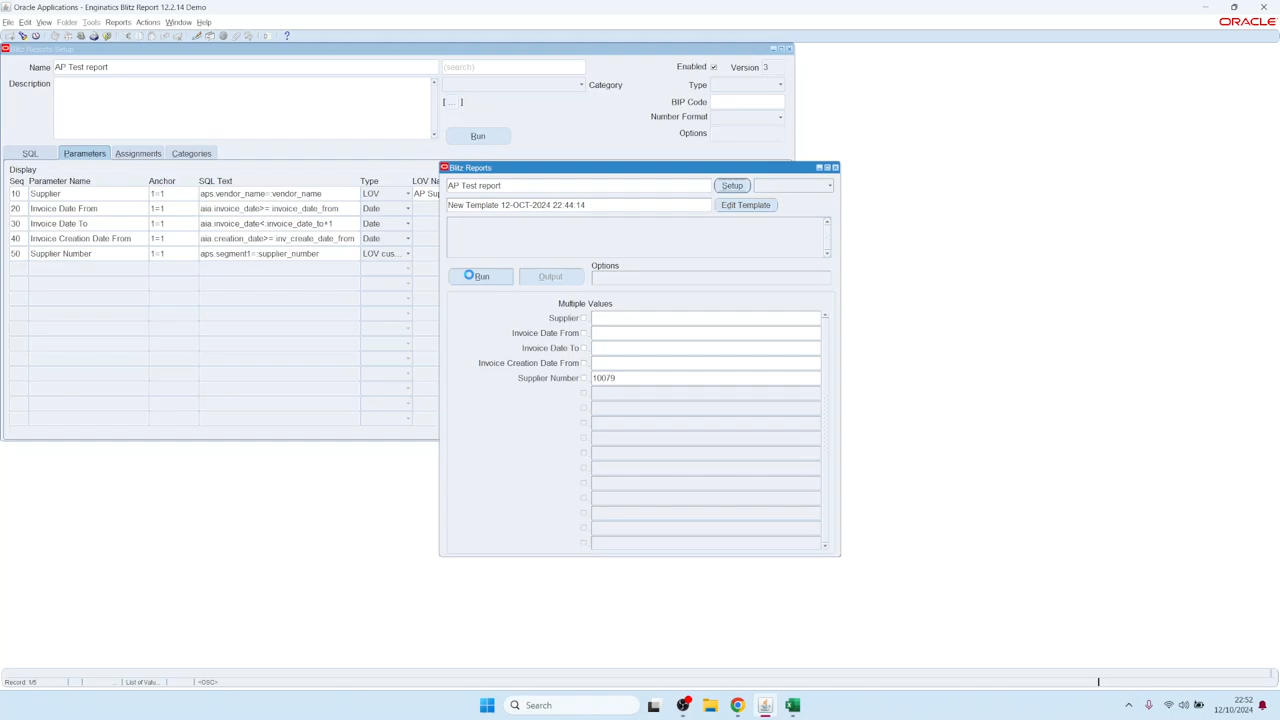 Oracle Applications - Enginatics Blitz Report 12.2.14 Demo
File Edit View Folder Tools Reports Actions Window Help
ORACLE
Blitz Reports Setup
Name AP Test report (search) Enabled Version 3
Description Category Type
[ ... ] BIP Code
Number Format
Run Options
SQL Parameters Assignments Categories
Display
Seq Parameter Name Anchor SQL Text Type LOV Na
10 Supplier 1=1 aps.vendor_name=:vendor_name LOV AP Sup
20 Invoice Date From 1=1 aia.invoice_date>=:invoice_date_from Date
30 Invoice Date To 1=1 aia.invoice_date<:invoice_date_to+1 Date
40 Invoice Creation Date From 1=1 aia.creation_date>=:inv_create_date_from Date
50 Supplier Number 1=1 aps.segment1=:supplier_number LOV cus...
Blitz Reports
AP Test report Setup
New Template 12-OCT-2024 22:44:14 Edit Template
Options
Run Output
Multiple Values
Supplier
Invoice Date From
Invoice Date To
Invoice Creation Date From
Supplier Number 10079
Record: 1/5 ... List of Valu... <OSC>
Search
22:52
12/10/2024